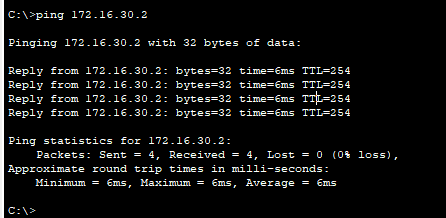 C:\>ping 172.16.30.2
Pinging 172.16.30.2 with 32 bytes of data:
Reply from 172.16.30.2: bytes=32 time=6ms TTL=254
Reply from 172.16.30.2: bytes=32 time=6ms TTL=254
Reply from 172.16.30.2: bytes=32 time=6ms TTL=254
Reply from 172.16.30.2: bytes=32 time=6ms TTL=254
Ping statistics for 172.16.30.2:
Packets: Sent = 4, Received = 4, Lost = 0 (0% loss),
Approximate round trip times in milli-seconds:
Minimum = 6ms, Maximum = 6ms, Average = 6ms
C:\>